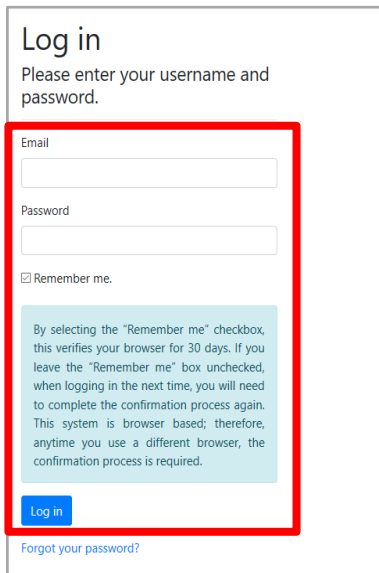 Log in
Please enter your username and
password.
Email
Password
Remember me.
By selecting the “Remember me” checkbox,
this verifies your browser for 30 days. If you
leave the “Remember me” box unchecked,
when logging in the next time, you will need
to complete the confirmation process again.
This system is browser based; therefore,
anytime you use a different browser, the
confirmation process is required.
Log in
Forgot your password?